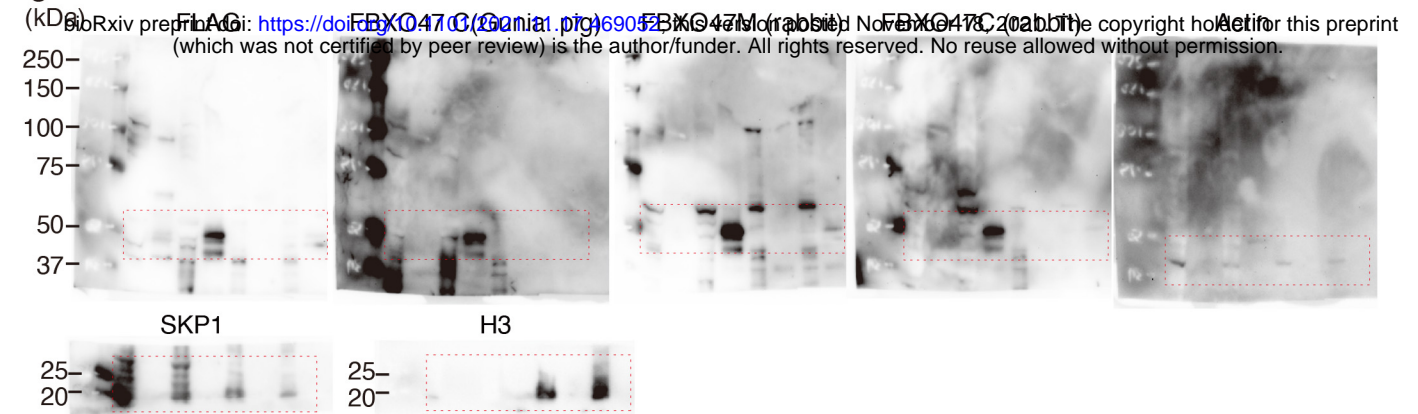 (kDa)
bioRxiv preprint doi: https://doi.org/10.1101/2021.11.17.469052; this version posted November 18, 2021. The copyright holder for this preprint
(which was not certified by peer review) is the author/funder. All rights reserved. No reuse allowed without permission.
FLAG FBXO47 C(Guinia pig) FBXO47M (rabbit) FBXO47C (rabbit) Actin
250
150
100
75
50
37
SKP1 H3
25 25
20 20